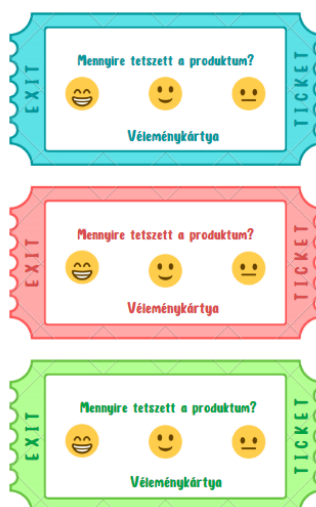 EXIT
Mennyire tetszett a produktum?
Véleménykártya
TICKET
EXIT
Mennyire tetszett a produktum?
Véleménykártya
TICKET
EXIT
Mennyire tetszett a produktum?
Véleménykártya
TICKET